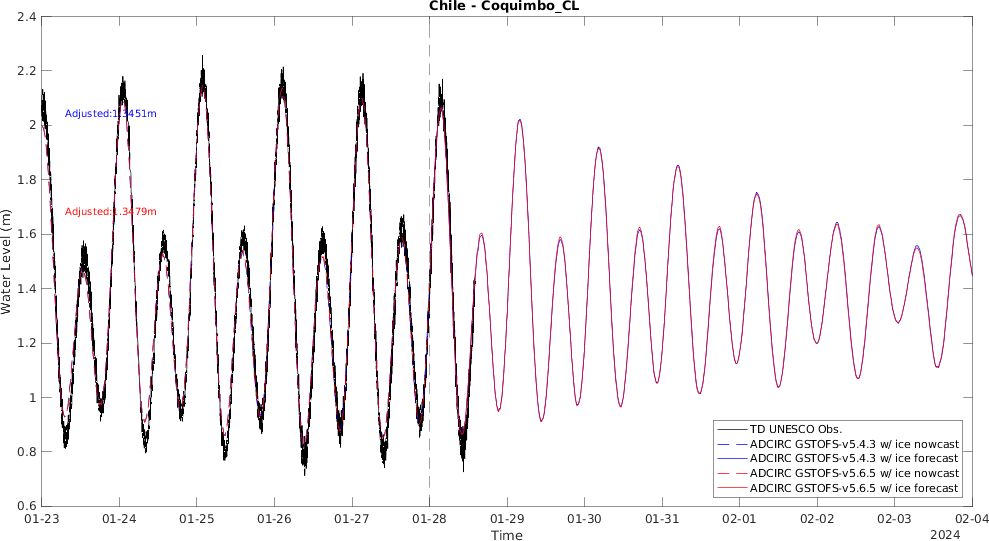 Chile - Coquimbo_CL
2.4
2.2
2
1.8
1.6
1.4
1.2
1
0.8
0.6
Water Level (m)
Adjusted:1.3451m
Adjusted:1.3479m
TD UNESCO Obs.
ADCIRC GSTOFS-v5.4.3 w/ ice nowcast
ADCIRC GSTOFS-v5.4.3 w/ ice forecast
ADCIRC GSTOFS-v5.6.5 w/ ice nowcast
ADCIRC GSTOFS-v5.6.5 w/ ice forecast
01-23 01-24 01-25 01-26 01-27 01-28 01-29 01-30 01-31 02-01 02-02 02-03 02-04
Time
2024